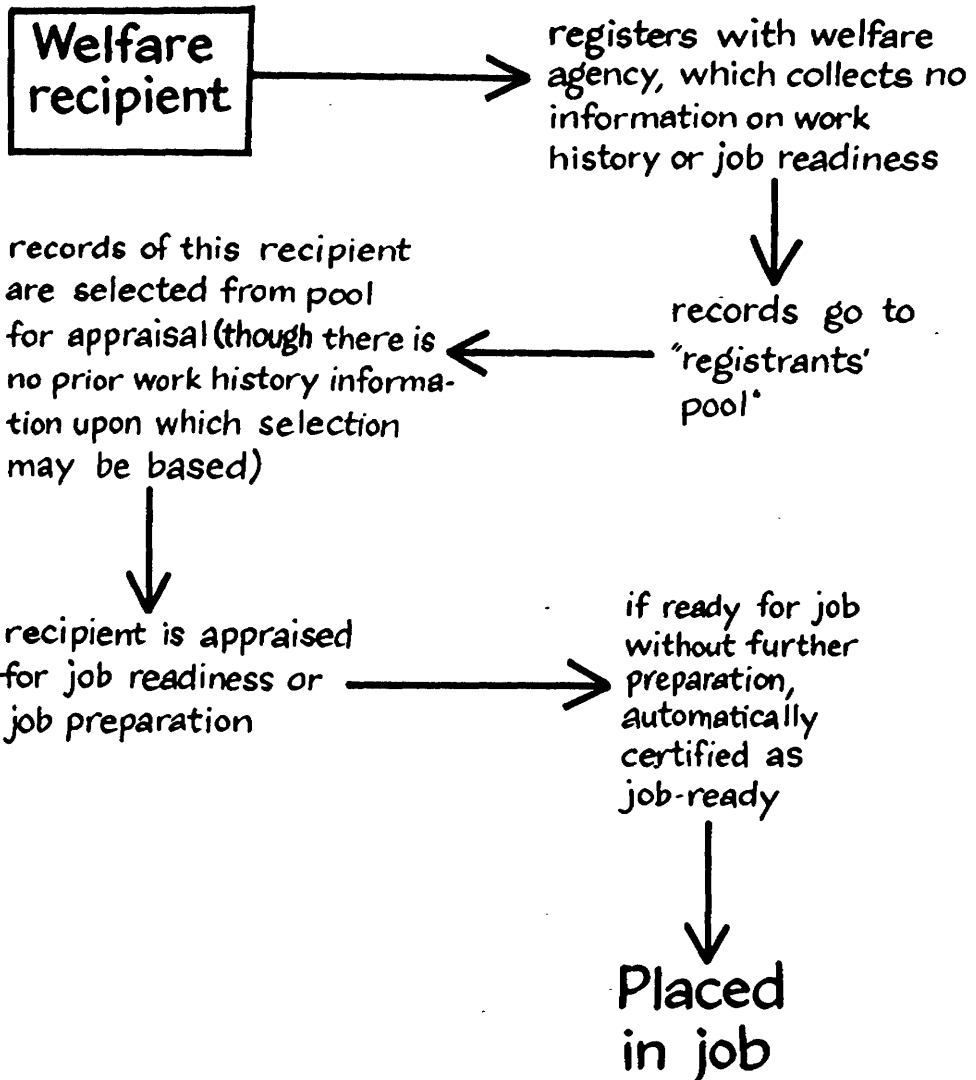 Welfare
recipient
registers with welfare
agency, which collects no
information on work
history or job readiness
records go to
"registrants'
pool"
records of this recipient
are selected from pool
for appraisal (though there is
no prior work history informa-
tion upon which selection
may be based)
recipient is appraised
for job readiness or
job preparation
if ready for job
without further
preparation,
automatically
certified as
job-ready
Placed
in job